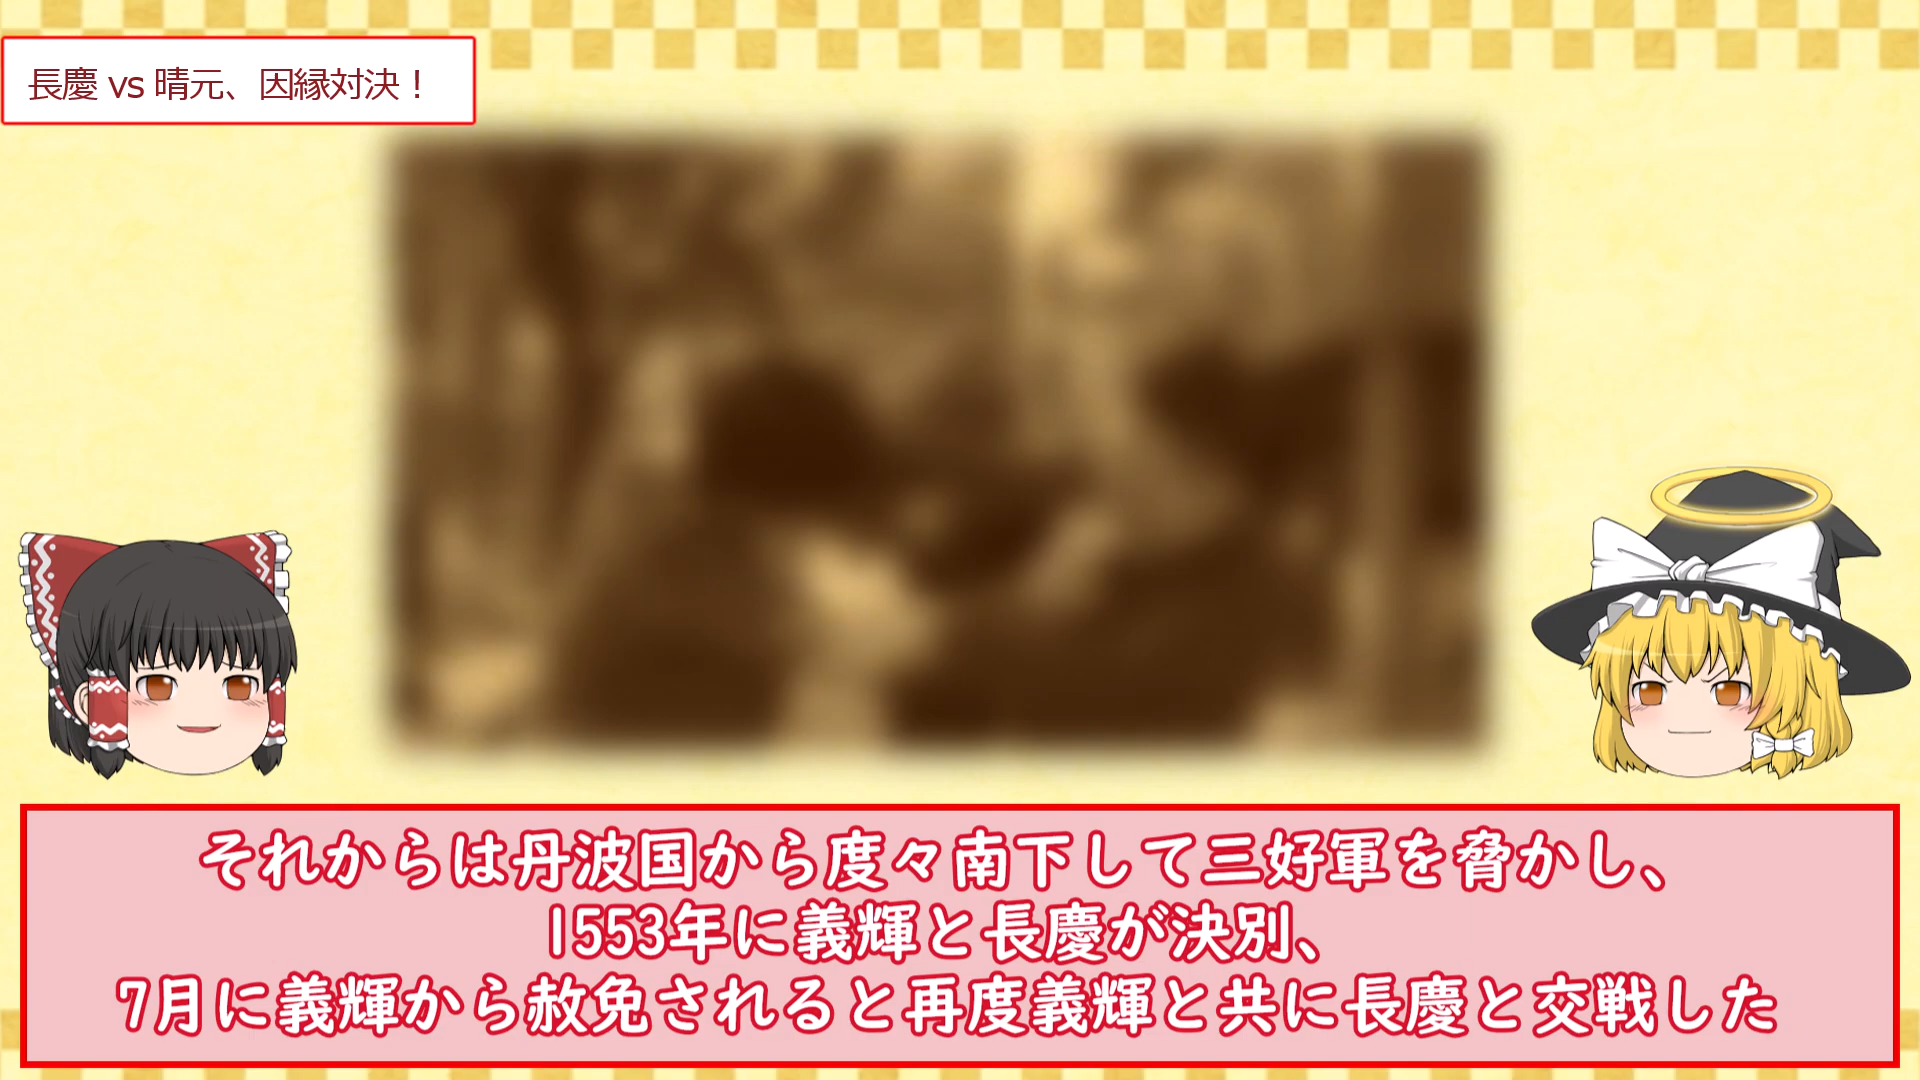 長慶 vs 晴元、因縁対決！
それからは丹波国から度々南下して三好軍を脅かし、
1553年に義輝と長慶が決別、
7月に義輝から赦免されると再度義輝と共に長慶と交戦した